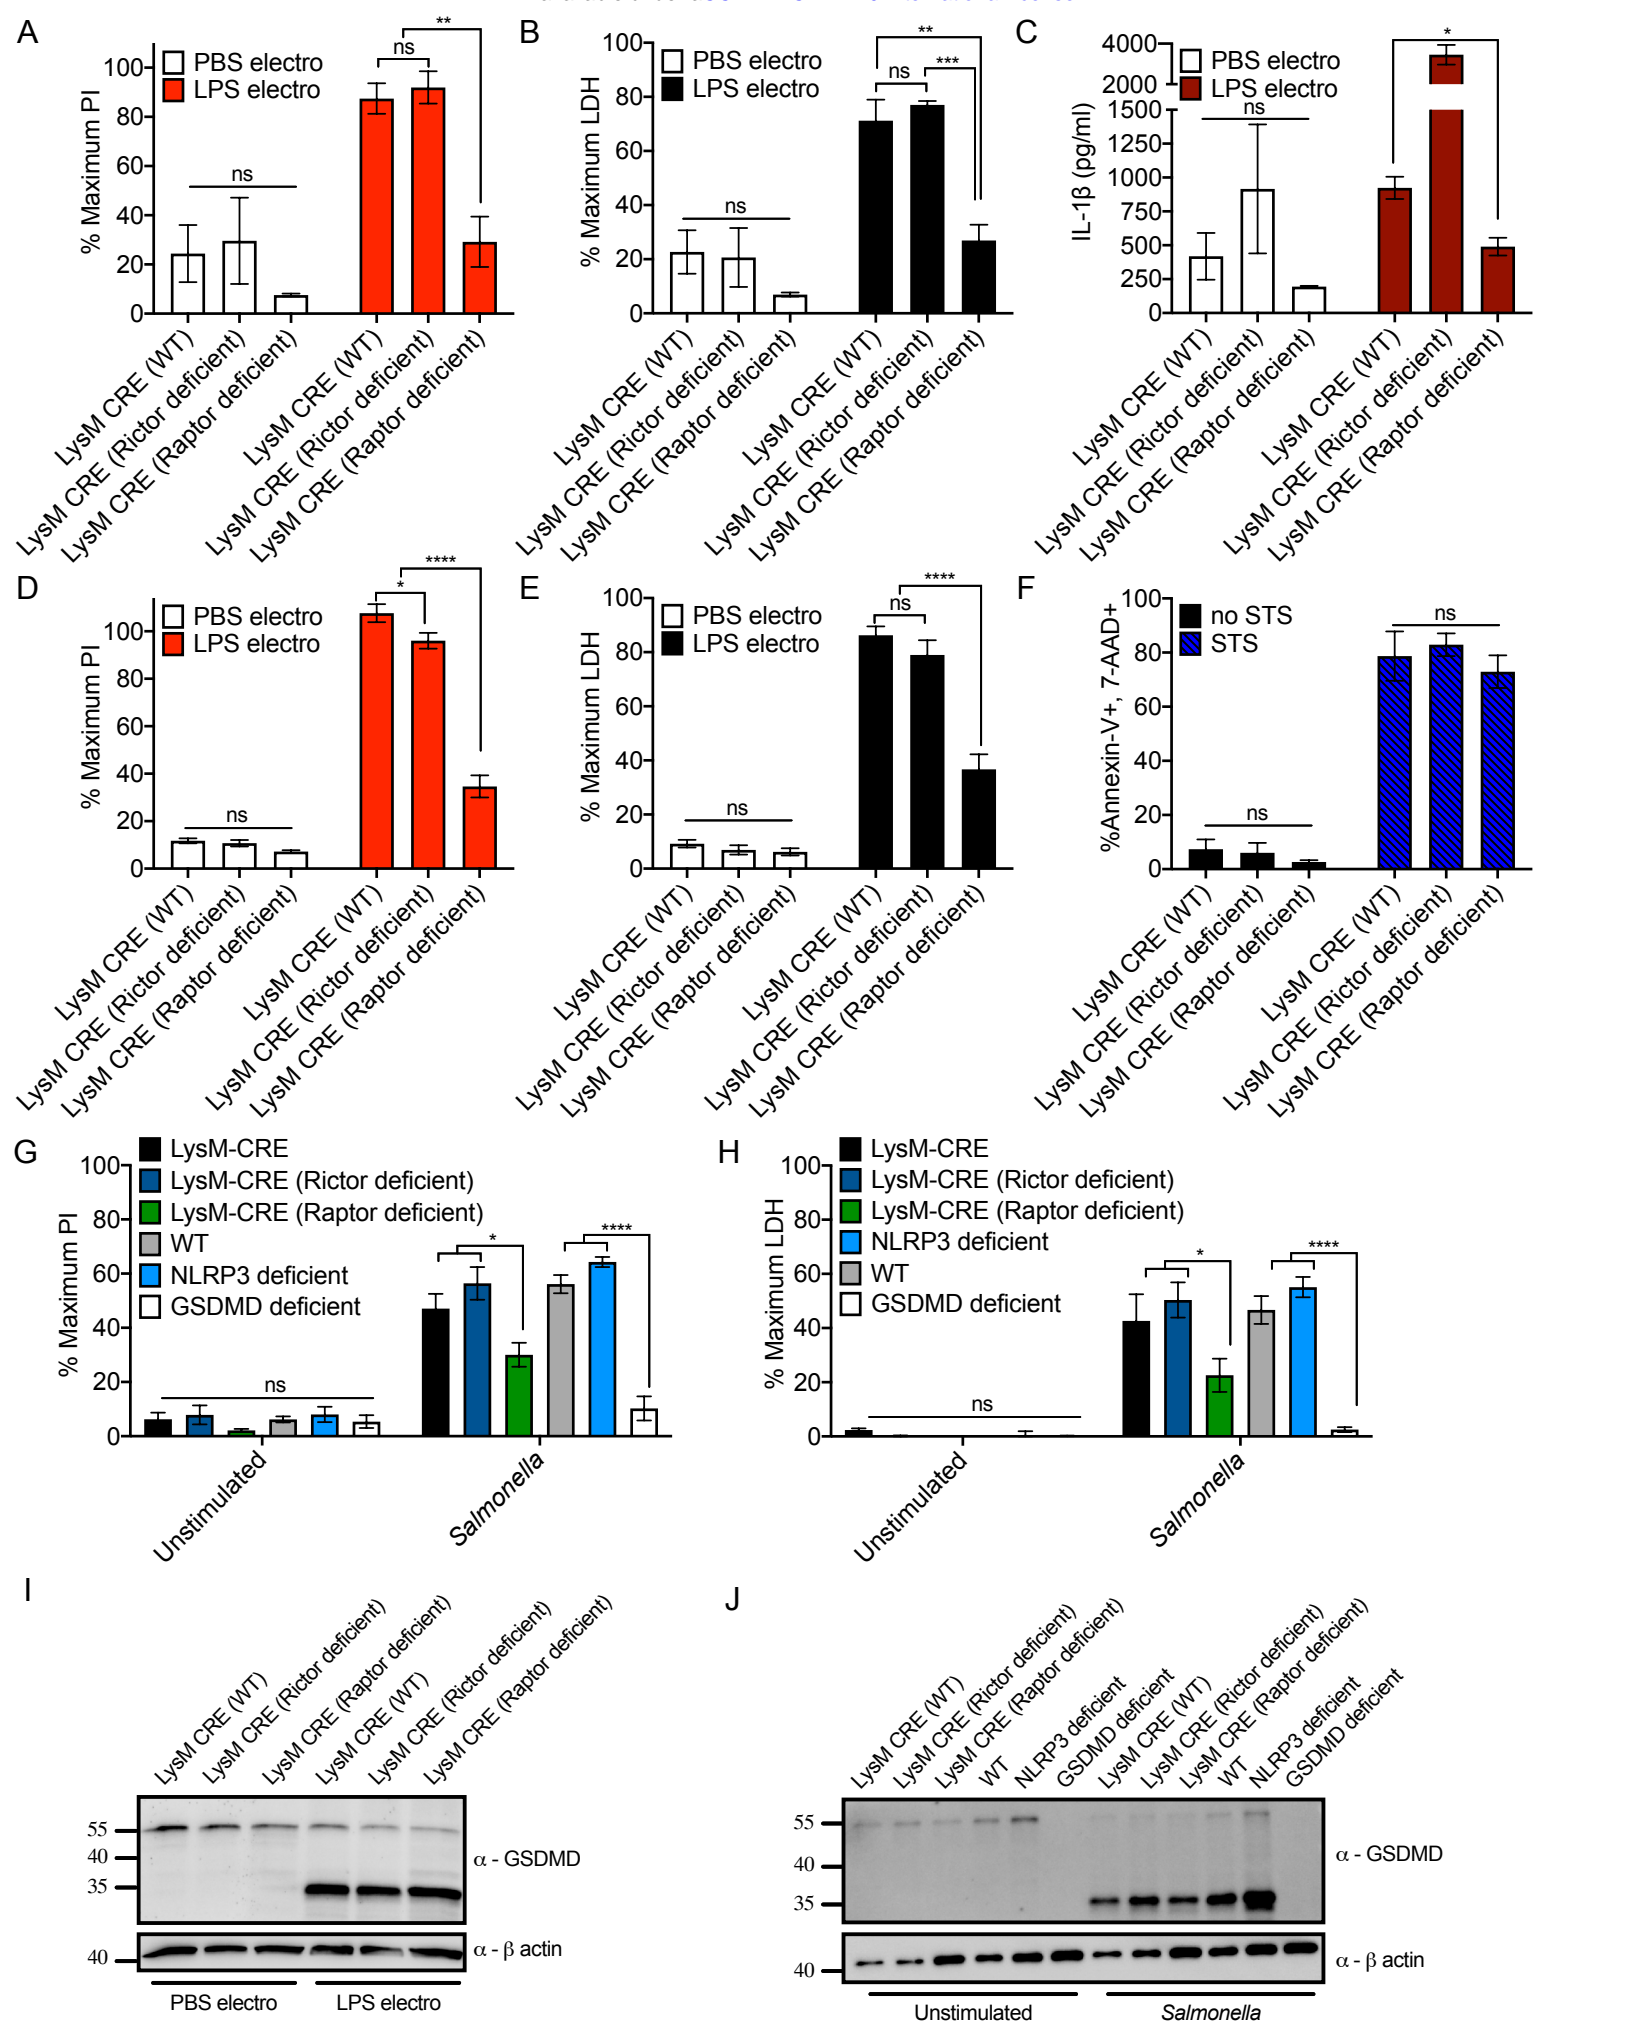 A
% Maximum PI
100
80
60
40
20
0
PBS electro
LPS electro
ns
ns
**
LysM CRE (WT)
LysM CRE (Rictor deficient)
LysM CRE (Raptor deficient)
LysM CRE (WT)
LysM CRE (Rictor deficient)
LysM CRE (Raptor deficient)
B
% Maximum LDH
100
80
60
40
20
0
PBS electro
LPS electro
ns
ns
***
**
LysM CRE (WT)
LysM CRE (Rictor deficient)
LysM CRE (Raptor deficient)
LysM CRE (WT)
LysM CRE (Rictor deficient)
LysM CRE (Raptor deficient)
C
IL-1β (pg/ml)
4000
2000
1500
1250
1000
750
500
250
0
PBS electro
LPS electro
ns
*
LysM CRE (WT)
LysM CRE (Rictor deficient)
LysM CRE (Raptor deficient)
LysM CRE (WT)
LysM CRE (Rictor deficient)
LysM CRE (Raptor deficient)
D
% Maximum PI
100
80
60
40
20
0
PBS electro
LPS electro
ns
*
****
LysM CRE (WT)
LysM CRE (Rictor deficient)
LysM CRE (Raptor deficient)
LysM CRE (WT)
LysM CRE (Rictor deficient)
LysM CRE (Raptor deficient)
E
% Maximum LDH
100
80
60
40
20
0
PBS electro
LPS electro
ns
ns
****
LysM CRE (WT)
LysM CRE (Rictor deficient)
LysM CRE (Raptor deficient)
LysM CRE (WT)
LysM CRE (Rictor deficient)
LysM CRE (Raptor deficient)
F
%Annexin-V+, 7-AAD+
100
80
60
40
20
0
no STS
STS
ns
ns
LysM CRE (WT)
LysM CRE (Rictor deficient)
LysM CRE (Raptor deficient)
LysM CRE (WT)
LysM CRE (Rictor deficient)
LysM CRE (Raptor deficient)
G
% Maximum PI
100
80
60
40
20
0
LysM-CRE
LysM-CRE (Rictor deficient)
LysM-CRE (Raptor deficient)
WT
NLRP3 deficient
GSDMD deficient
ns
*
****
Unstimulated
Salmonella
H
% Maximum LDH
100
80
60
40
20
0
LysM-CRE
LysM-CRE (Rictor deficient)
LysM-CRE (Raptor deficient)
NLRP3 deficient
WT
GSDMD deficient
ns
*
****
Unstimulated
Salmonella
I
LysM CRE (WT)
LysM CRE (Rictor deficient)
LysM CRE (Raptor deficient)
LysM CRE (WT)
LysM CRE (Rictor deficient)
LysM CRE (Raptor deficient)
55
40
35
α - GSDMD
40
α - β actin
PBS electro
LPS electro
J
LysM CRE (WT)
LysM CRE (Rictor deficient)
LysM CRE (Raptor deficient)
WT
NLRP3 deficient
GSDMD deficient
LysM CRE (WT)
LysM CRE (Rictor deficient)
LysM CRE (Raptor deficient)
WT
NLRP3 deficient
GSDMD deficient
55
40
35
α - GSDMD
40
α - β actin
Unstimulated
Salmonella